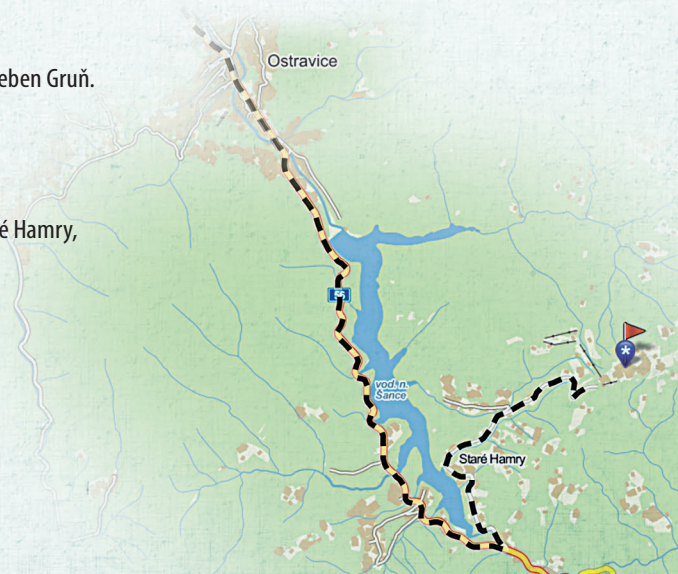 Ostravice
eben Gruň.
é Hamry,
56
vod. n.
Šance
Staré Hamry